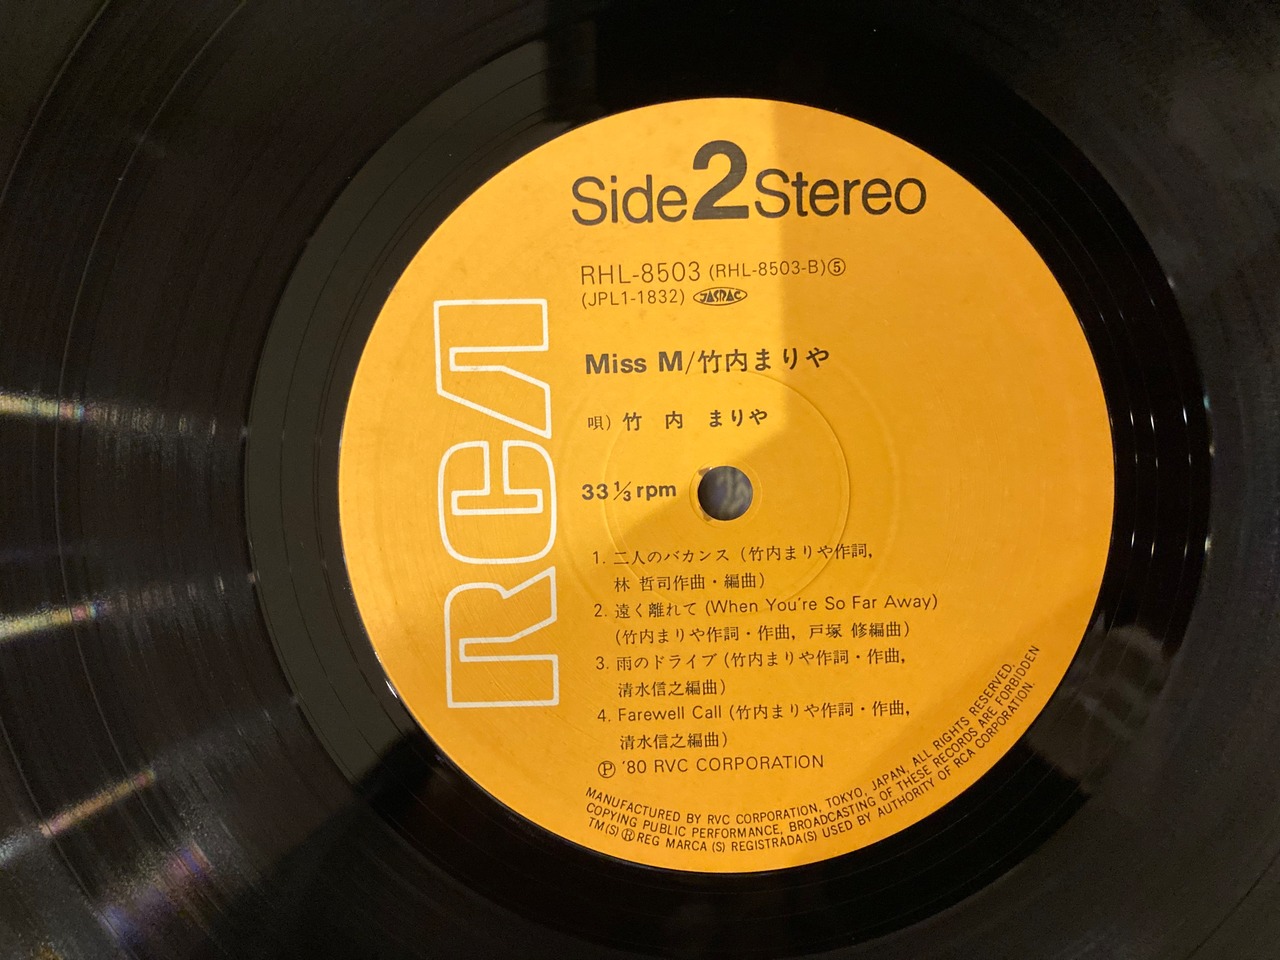 Side 2 Stereo
RHL-8503 (RHL-8503-B)⑤
(JPL1-1832) JASRAC
Miss M/竹内まりや
唄) 竹 内 まりや
33 1/3 rpm
RCA
1. 二人のバカンス (竹内まりや作詞,
林 哲司作曲・編曲)
2. 遠く離れて (When You're So Far Away)
(竹内まりや作詞・作曲, 戸塚 修編曲)
3. 雨のドライブ (竹内まりや作詞・作曲,
清水信之編曲)
4. Farewell Call (竹内まりや作詞・作曲,
清水信之編曲)
Ⓟ '80 RVC CORPORATION
MANUFACTURED BY RVC CORPORATION, TOKYO, JAPAN, ALL RIGHTS RESERVED.
COPYING PUBLIC PERFORMANCE, BROADCASTING OF THESE RECORDS ARE FORBIDDEN
TM(S) ® REG MARCA (S) REGISTRADA(S) USED BY AUTHORITY OF RCA CORPORATION.